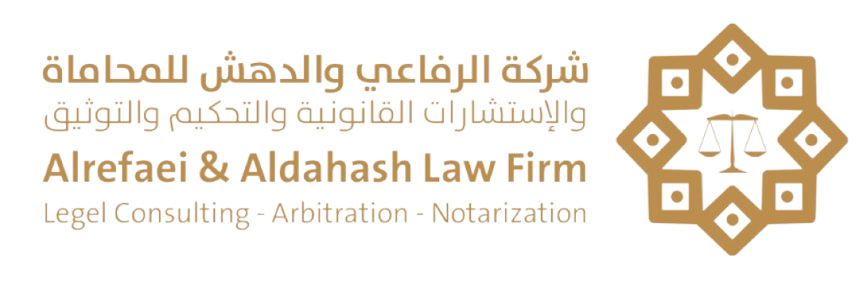 شركة الرفاعي والدهش للمحاماة
والإستشارات القانونية والتحكيم والتوثيق
Alrefaei & Aldahash Law Firm
Legel Consulting - Arbitration - Notarization